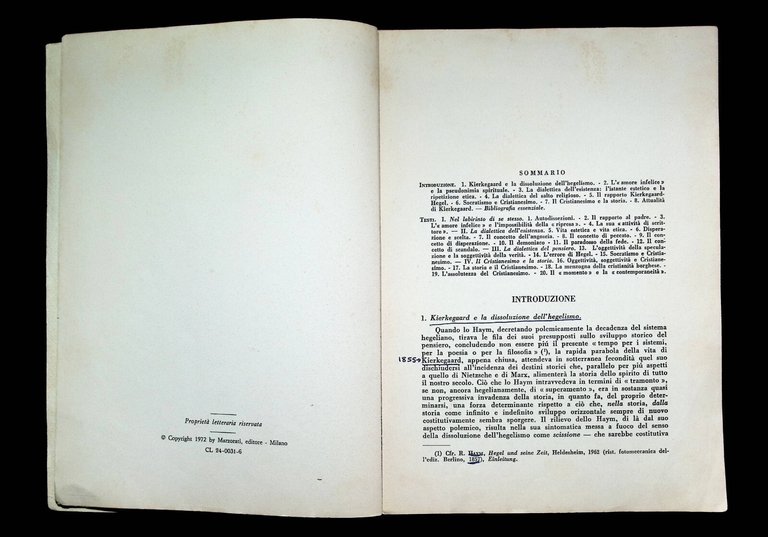 Proprietà letteraria riservata
© Copyright 1972 by Marzorati, editore - Milano
CL 24-0031-6
SOMMARIO
Introduzione. 1. Kierkegaard e la dissoluzione dell'hegelismo. - 2. L'« amore infelice »
e la pseudonimia spirituale. - 3. La dialettica dell'esistenza: l'istante estetico e la
ripetizione etica. - 4. La dialettica del salto religioso. - 5. Il rapporto Kierkegaard-
Hegel. - 6. Socratismo e Cristianesimo. - 7. Il Cristianesimo e la storia. - 8. Attualità
di Kierkegaard. — Bibliografia essenziale.
Testi. I. Nel labirinto di se stesso. 1. Autodissezioni. - 2. Il rapporto al padre. - 3.
L'« amore infelice » e l'impossibilità della « ripresa ». - 4. La sua « attività di scrit-
tore ». — II. La dialettica dell'esistenza. 5. Vita estetica e vita etica. - 6. Dispera-
zione e scelta. - 7. Il concetto dell'angoscia. - 8. Il concetto di peccato. - 9. Il con-
cetto di disperazione. - 10. Il demoniaco - 11. Il paradosso della fede. - 12. Il con-
cetto di scandalo. — III. La dialettica del pensiero. 13. L'oggettività della specula-
zione e la soggettività della verità. - 14. L'errore di Hegel. - 15. Socratismo e Cristia-
nesimo. — IV. Il Cristianesimo e la storia. 16. Oggettività, soggettività e Cristiane-
simo. - 17. La storia e il Cristianesimo. - 18. La menzogna della cristianità borghese. -
19. L'assolutezza del Cristianesimo. - 20. Il « momento » e la « contemporaneità ».
INTRODUZIONE
1. Kierkegaard e la dissoluzione dell'hegelismo.
Quando lo Haym, decretando polemicamente la decadenza del sistema
hegeliano, tirava le fila dei suoi presupposti sullo sviluppo storico del
pensiero, concludendo non essere più il presente « tempo per i sistemi,
per la poesia o per la filosofia » (¹), la rapida parabola della vita di
1855 Kierkegaard, appena chiusa, attendeva in sotterranea fecondità quel suo
dischiudersi all'incidenza dei destini storici che, parallelo per più aspetti
a quello di Nietzsche e di Marx, alimenterà la storia dello spirito di tutto
il nostro secolo. Ciò che lo Haym intravvedeva in termini di « tramonto »,
se non, ancora hegelianamente, di « superamento », era in sostanza quasi
una progressiva invadenza della storia, in quanto fa, del proprio deter-
minarsi, una forza determinante rispetto a ciò che, nella storia, dalla
storia come infinito e indefinito sviluppo orizzontale sempre di nuovo
costitutivamente sembra sporgere. Il rilievo dello Haym, di là dal suo
aspetto polemico, risulta nella sua sintomatica messa a fuoco del senso
della dissoluzione dell'hegelismo come scissione — che sarebbe costitutiva
(1) Cfr. R. Haym, Hegel und seine Zeit, Heldesheim, 1962 (rist. fotomeccanica del-
l'ediz. Berlino, 1857), Einleitung.